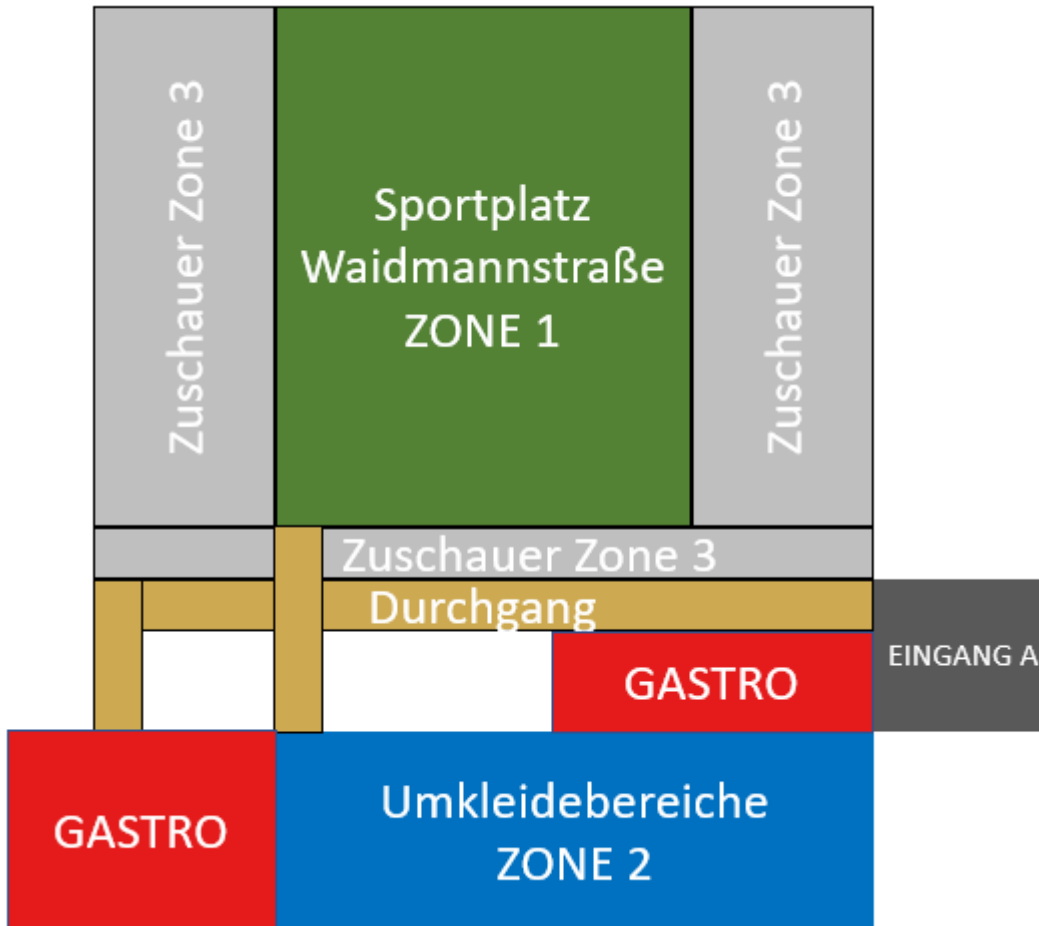 Zuschauer Zone 3
Sportplatz
Waidmannstraße
ZONE 1
Zuschauer Zone 3
Zuschauer Zone 3
Durchgang
GASTRO
EINGANG A
GASTRO
Umkleidebereiche
ZONE 2